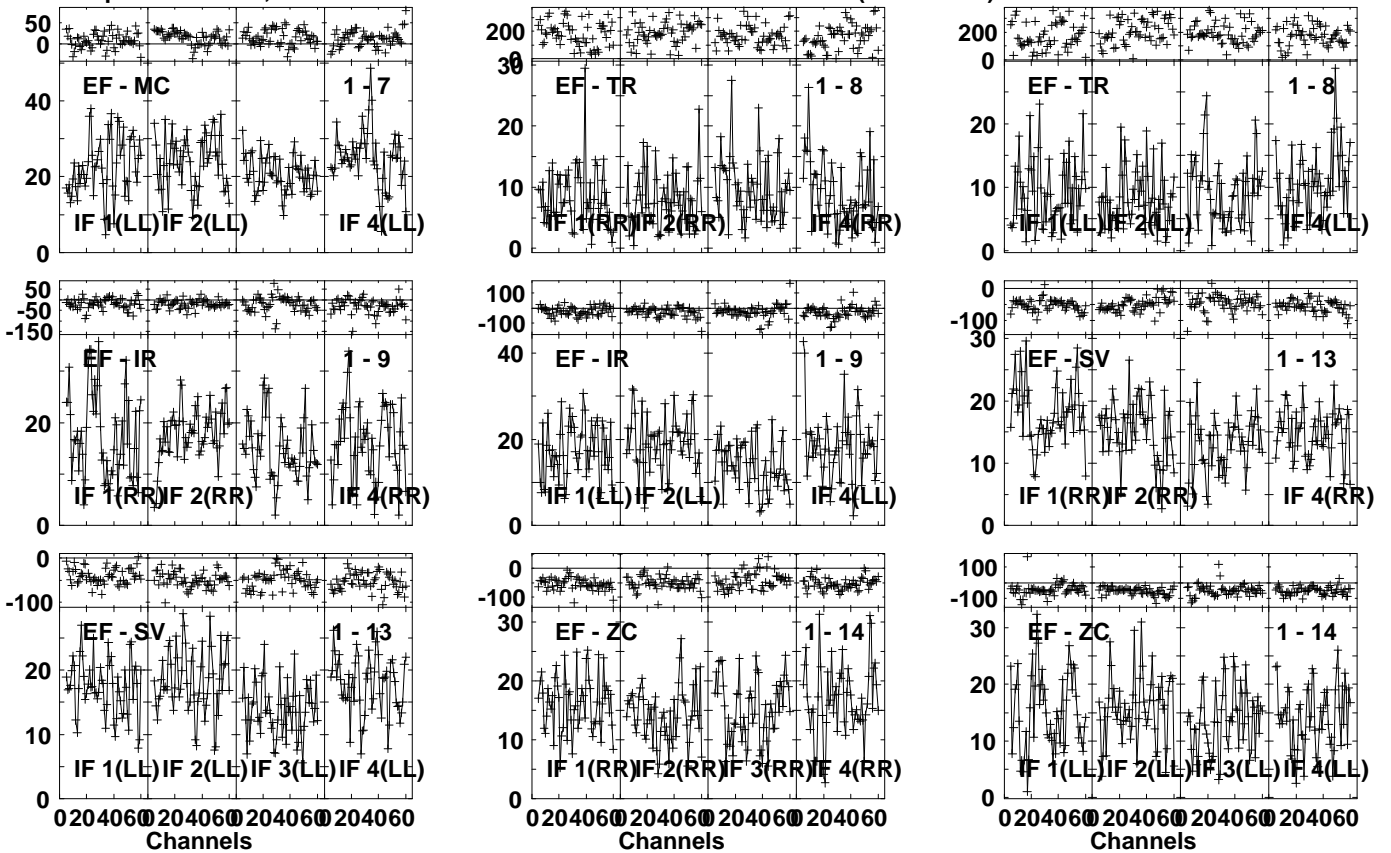 50
0
EF - MC
1 - 7
40
20
0
IF 1(LL)
IF 2(LL)
IF 4(LL)
200
0
30
EF - TR
1 - 8
20
10
0
IF 1(RR)
IF 2(RR)
IF 4(RR)
200
0
EF - TR
1 - 8
20
10
0
IF 1(LL)
IF 2(LL)
IF 4(LL)
50
-50
-150
EF - IR
1 - 9
20
0
IF 1(RR)
IF 2(RR)
IF 4(RR)
100
-100
40
EF - IR
1 - 9
20
0
IF 1(LL)
IF 2(LL)
IF 4(LL)
0
-100
30
EF - SV
1 - 13
20
10
0
IF 1(RR)
IF 2(RR)
IF 4(RR)
0
-100
EF - SV
1 - 13
20
10
0
IF 1(LL)
IF 2(LL)
IF 3(LL)
IF 4(LL)
0 20 40 60 0 20 40 60 0 20 40 60 0 20 40 60
Channels
0
-100
30
EF - ZC
1 - 14
20
10
0
IF 1(RR)
IF 2(RR)
IF 3(RR)
IF 4(RR)
0 20 40 60 0 20 40 60 0 20 40 60 0 20 40 60
100
-100
30
EF - ZC
1 - 14
20
10
0
IF 1(LL)
IF 2(LL)
IF 3(LL)
IF 4(LL)
0 20 40 60 0 20 40 60 0 20 40 60 0 20 40 60
Channels